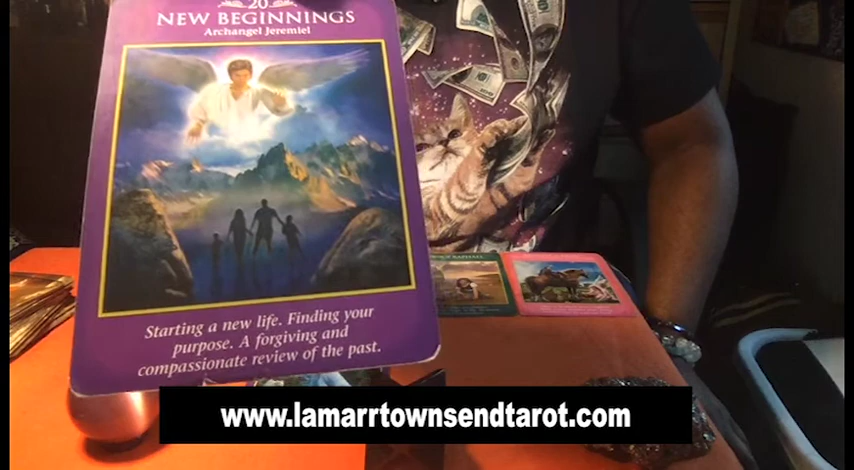 20
NEW BEGINNINGS
Archangel Jeremiel
Starting a new life. Finding your
purpose. A forgiving and
compassionate review of the past.
RAPHAEL
www.lamarrtownsendtarot.com